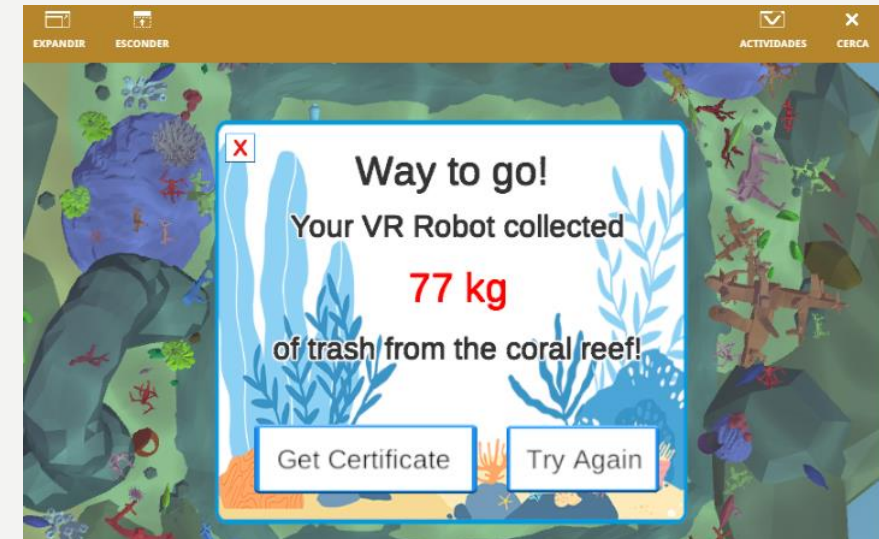 EXPANDIR
ESCONDER
ACTIVIDADES
CERCA
X
Way to go!
Your VR Robot collected
77 kg
of trash from the coral reef!
Get Certificate
Try Again